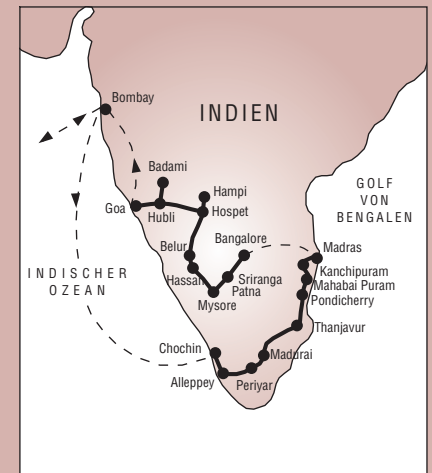 Bombay
INDIEN
Badami
Hampi
GOLF
VON
BENGALEN
Goa
Hubli
Hospet
Belur
Bangalore
Madras
INDISCHER
OZEAN
Hassan
Sriranga
Patna
Kanchipuram
Mahabai Puram
Pondicherry
Mysore
Thanjavur
Chochin
Madurai
Alleppey
Periyar